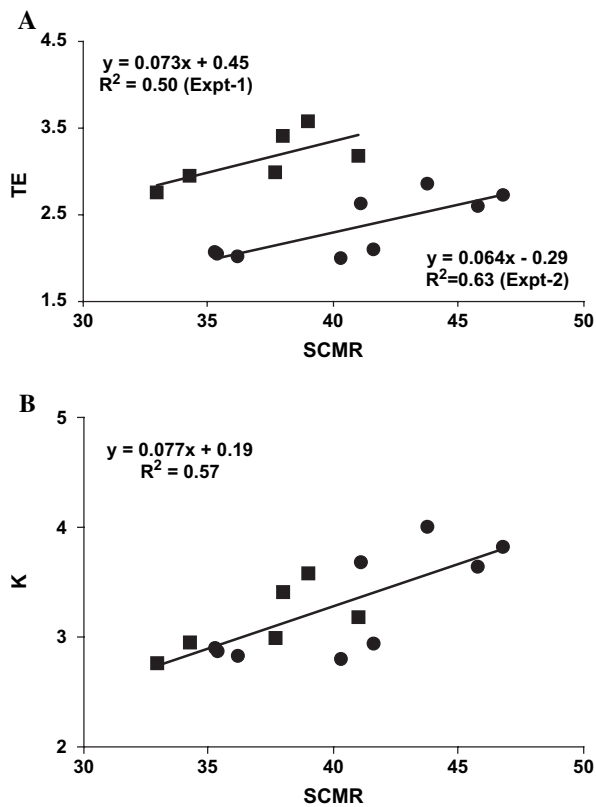 A
4.5
y = 0.073x + 0.45
R² = 0.50 (Expt-1)
3.5
TE
2.5
y = 0.064x - 0.29
R²=0.63 (Expt-2)
1.5
30 35 40 45 50
SCMR
B
5
y = 0.077x + 0.19
R² = 0.57
4
K
3
2
30 35 40 45 50
SCMR